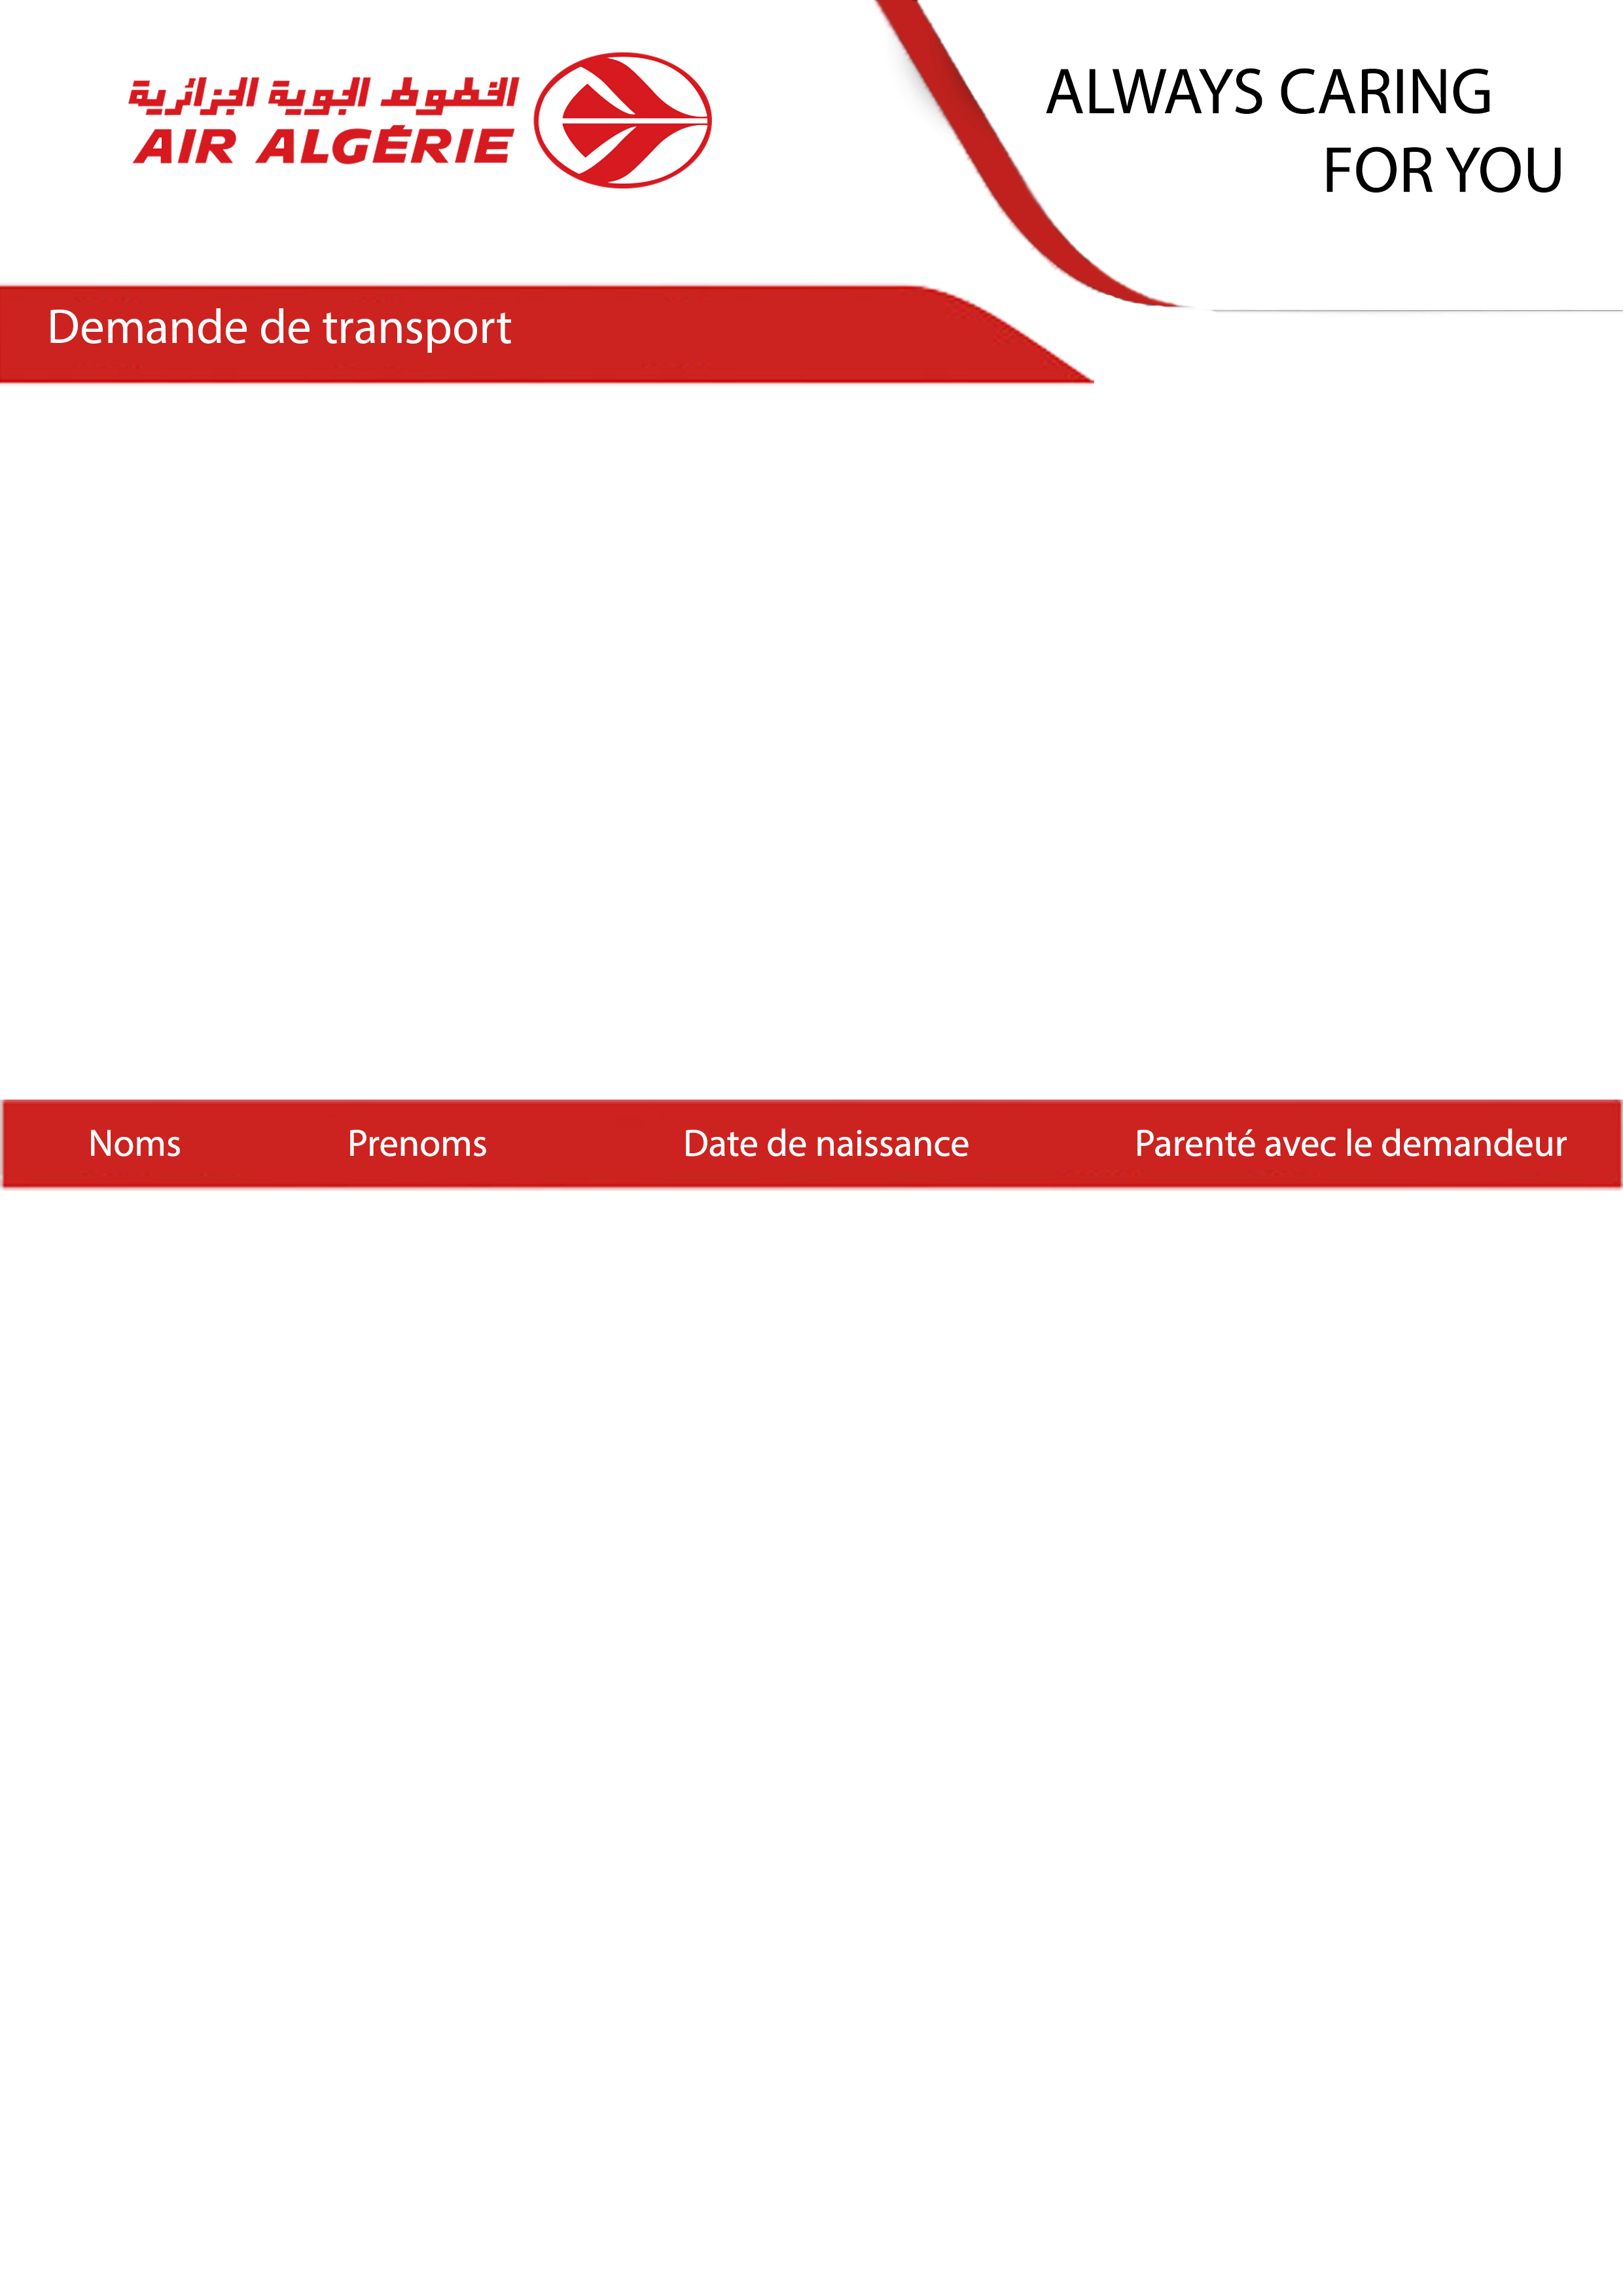 الخطوط الجوية الجزائرية
AIR ALGÉRIE
ALWAYS CARING
FOR YOU
Demande de transport
Noms Prenoms Date de naissance Parenté avec le demandeur